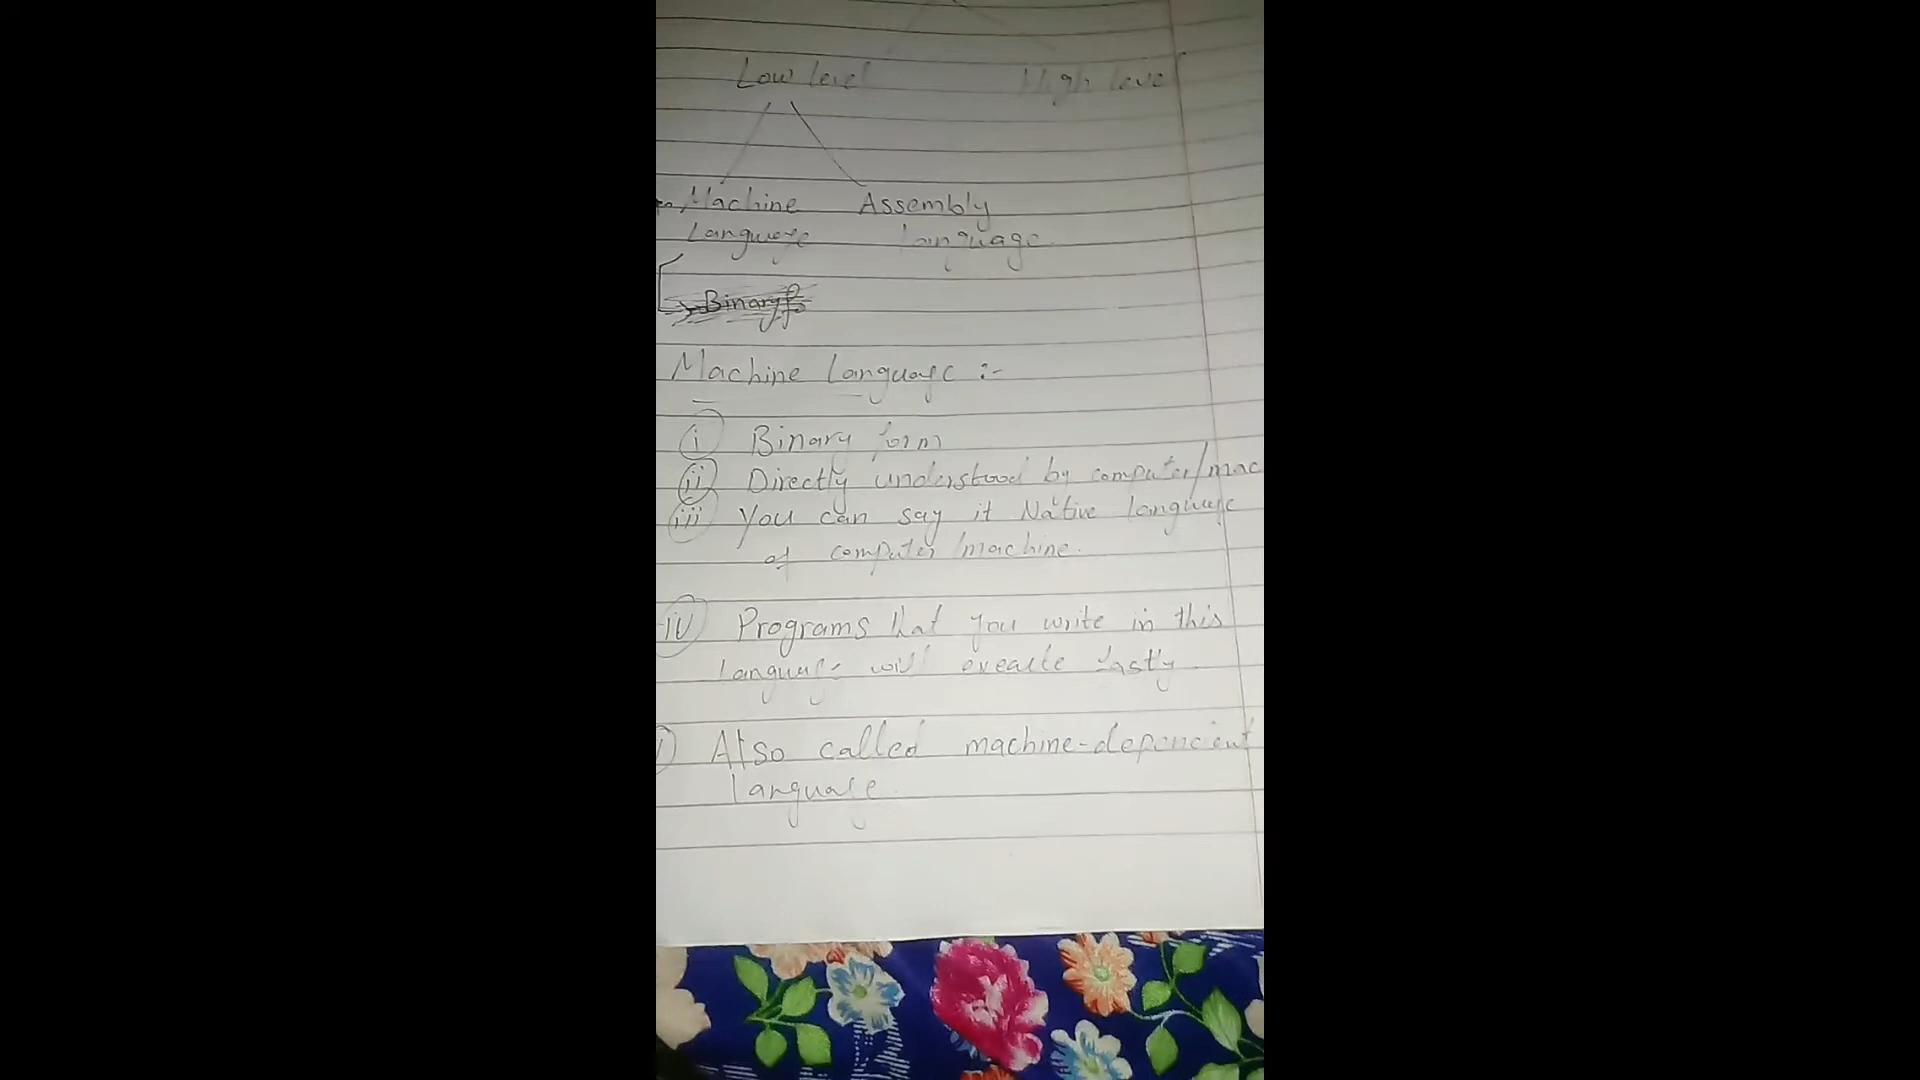 Low level High level
Machine Assembly
Language Language
Binary fo
Machine Language :-
i Binary form
ii Directly understood by computer/mac
iii You can say it Native language
of computer/machine.
iv Programs that you write in this
language will execute fastly
Also called machine-dependent
language.